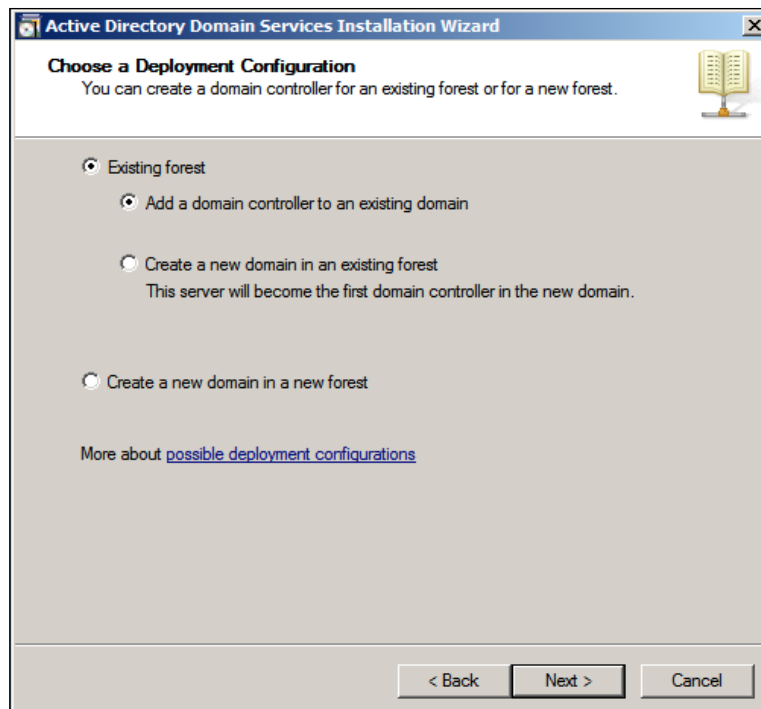 Active Directory Domain Services Installation Wizard
Choose a Deployment Configuration
You can create a domain controller for an existing forest or for a new forest.
Existing forest
Add a domain controller to an existing domain
Create a new domain in an existing forest
This server will become the first domain controller in the new domain.
Create a new domain in a new forest
More about possible deployment configurations
< Back Next > Cancel